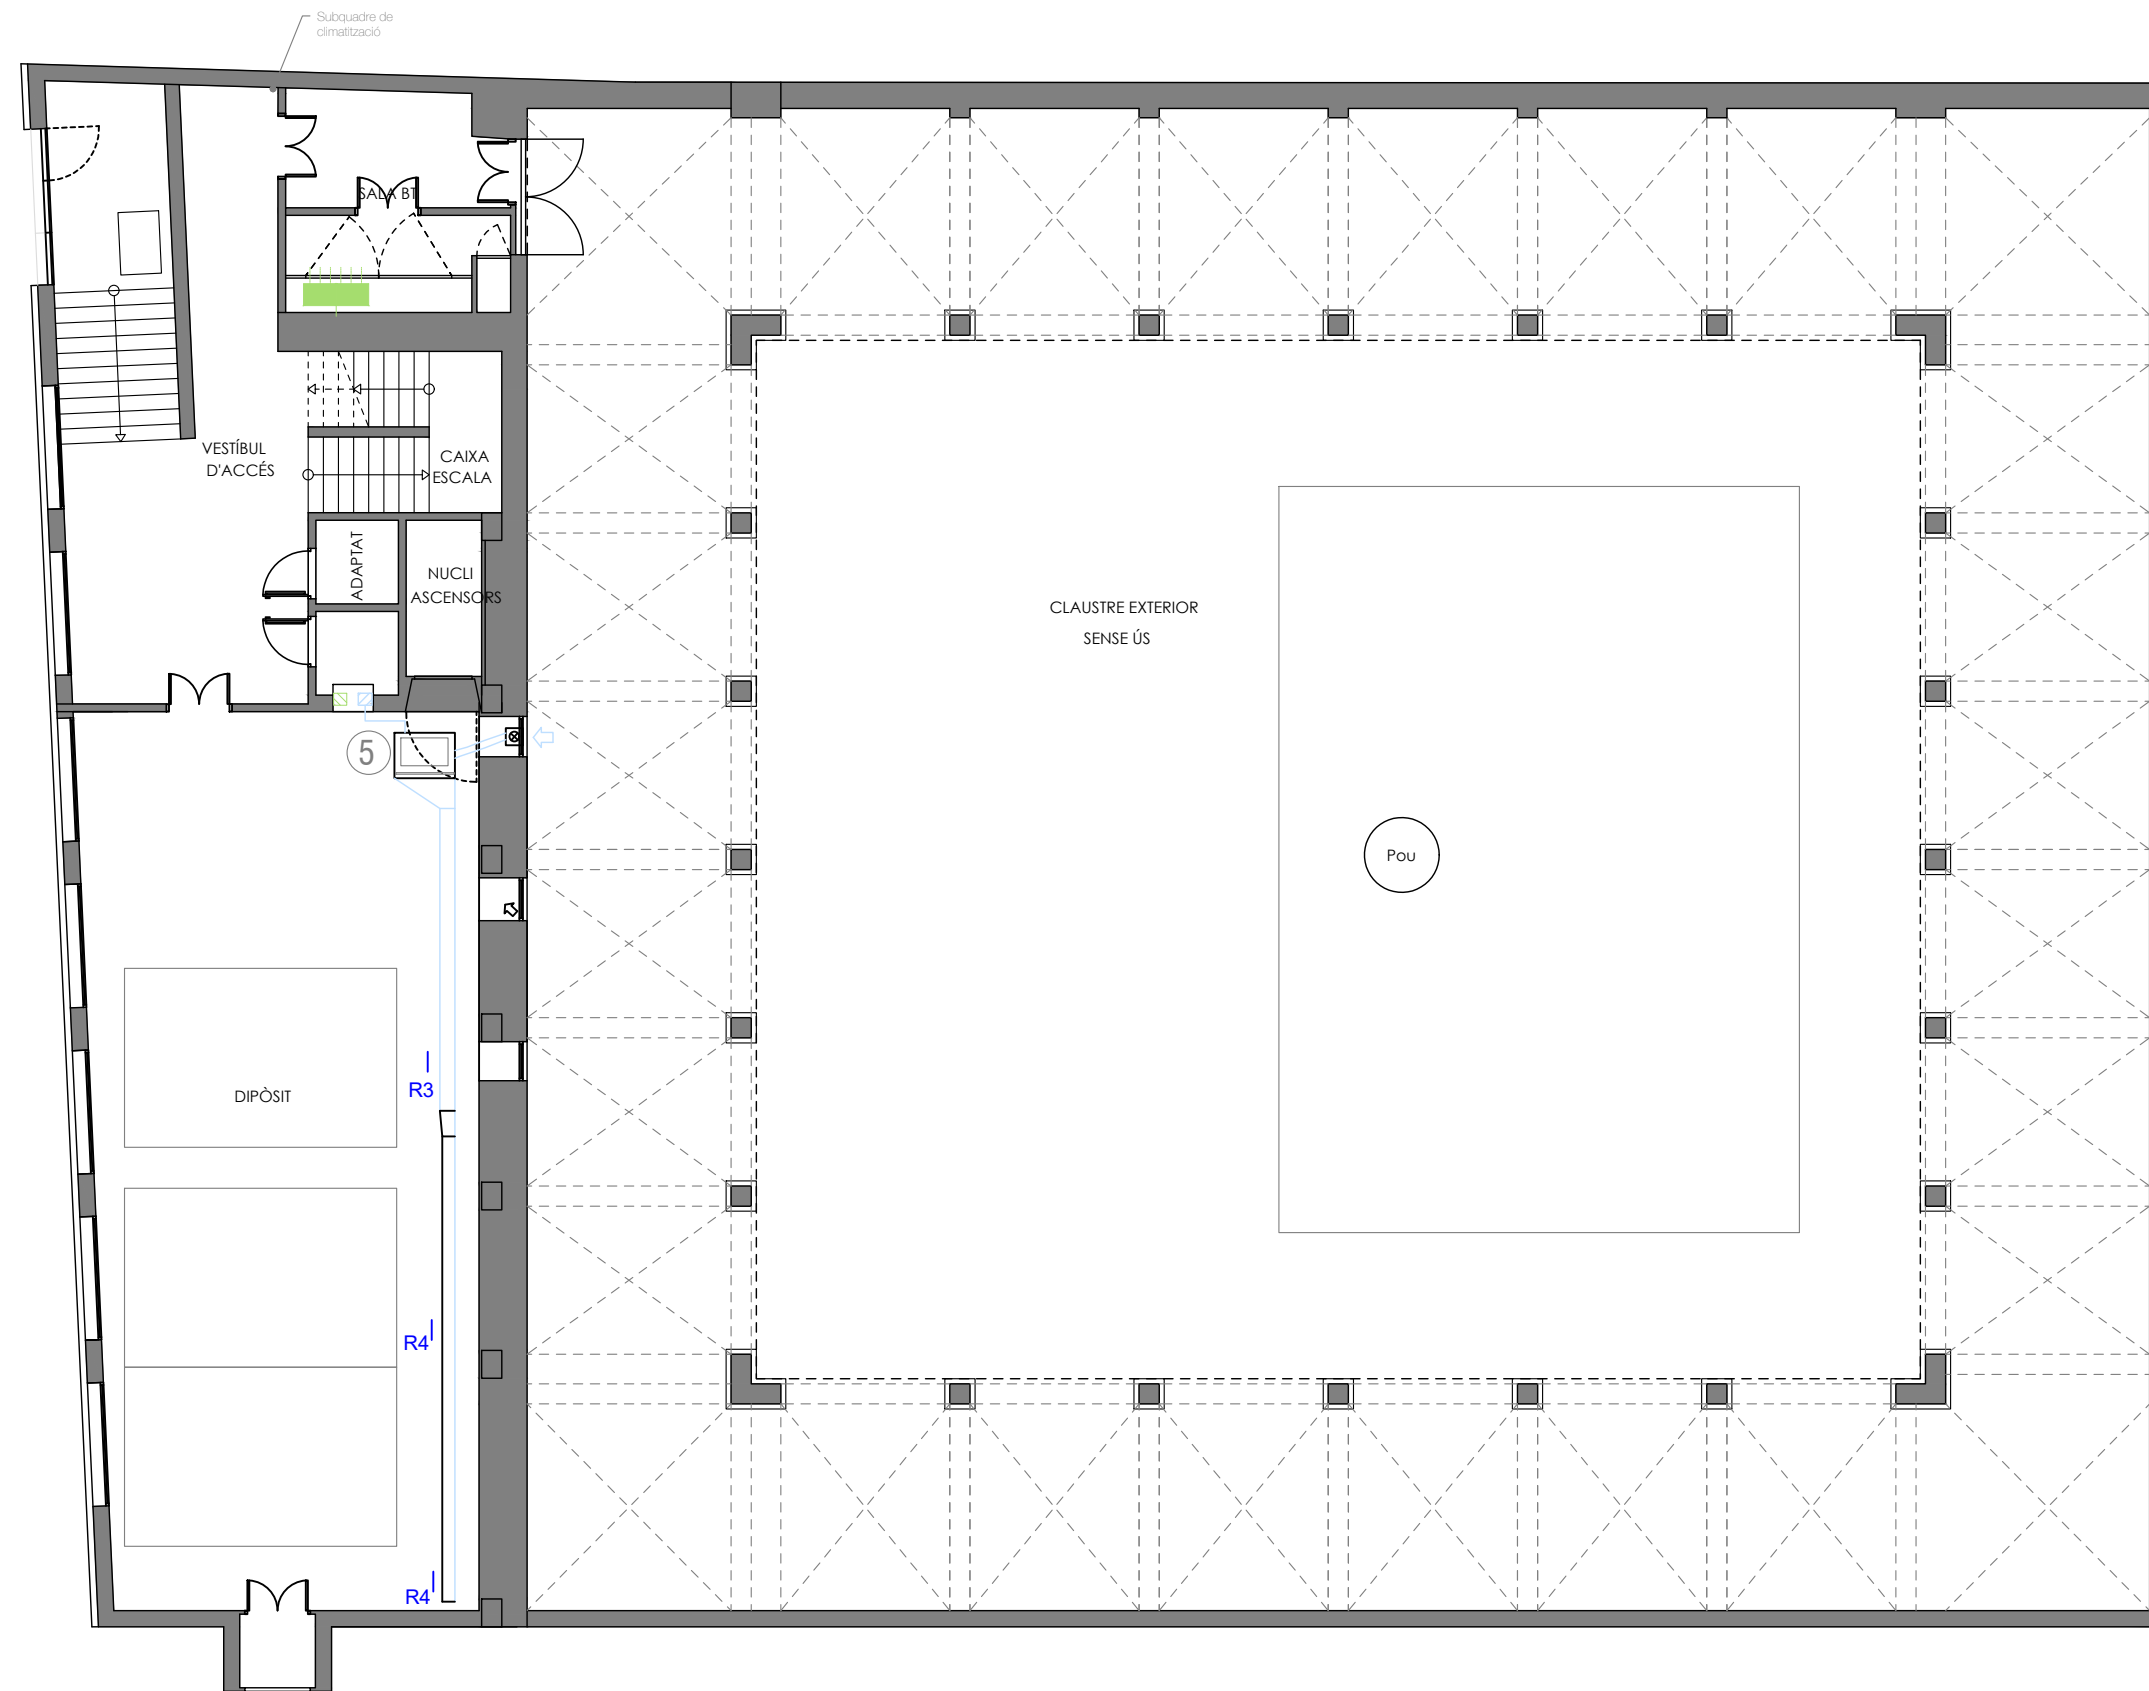 Subquadre de
climatització
SALA BT
VESTÍBUL
D'ACCÉS
CAIXA
ESCALA
ADAPTAT
NUCLI
ASCENSORS
CLAUSTRE EXTERIOR
SENSE ÚS
5
Pou
R3
DIPÒSIT
R4
R4